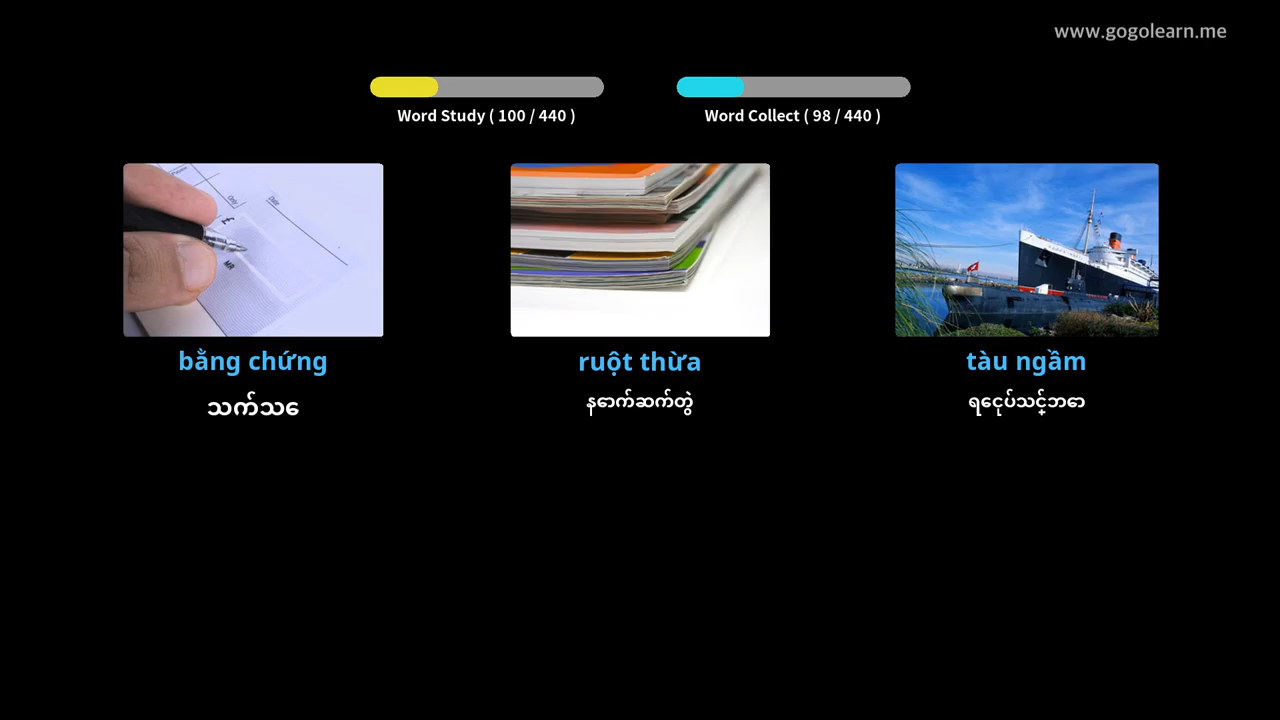 www.gogolearn.me
Word Study ( 100 / 440 )
Word Collect ( 98 / 440 )
bằng chứng
ruột thừa
tàu ngầm
သက်သေ
နောက်ဆက်တွဲ
ရေငုပ်သင်္ဘော